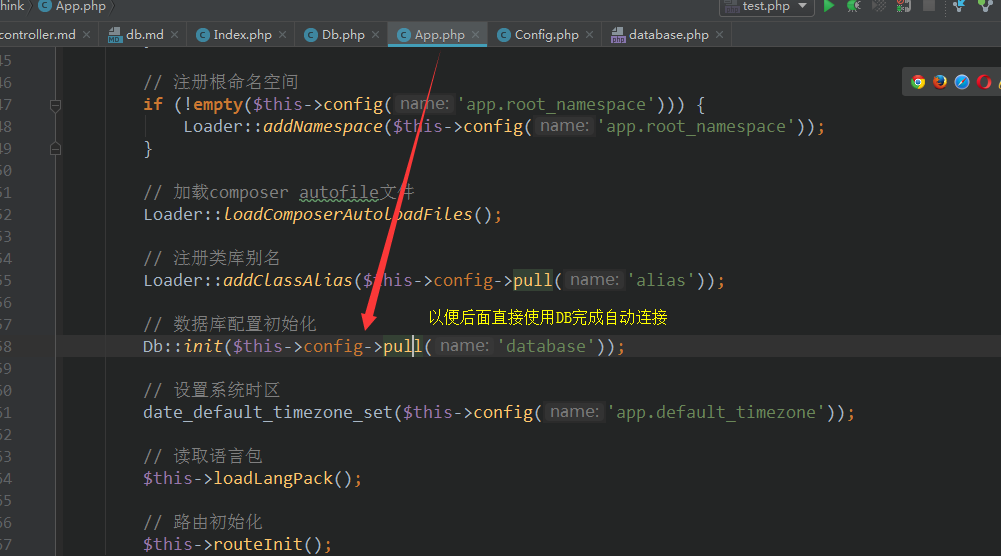 hink
App.php
test.php
controller.md
db.md
Index.php
Db.php
App.php
Config.php
database.php
45
46 // 注册根命名空间
47 if (!empty($this->config( name: 'app.root_namespace'))) {
48 Loader::addNamespace($this->config( name: 'app.root_namespace'));
49 }
50
51 // 加载composer autofile文件
52 Loader::loadComposerAutoloadFiles();
53
54 // 注册类库别名
55 Loader::addClassAlias($this->config->pull( name: 'alias'));
56
以便后面直接使用DB完成自动连接
57 // 数据库配置初始化
58 Db::init($this->config->pull( name: 'database'));
59
60 // 设置系统时区
61 date_default_timezone_set($this->config( name: 'app.default_timezone'));
62
63 // 读取语言包
64 $this->loadLangPack();
65
66 // 路由初始化
67 $this->routeInit();